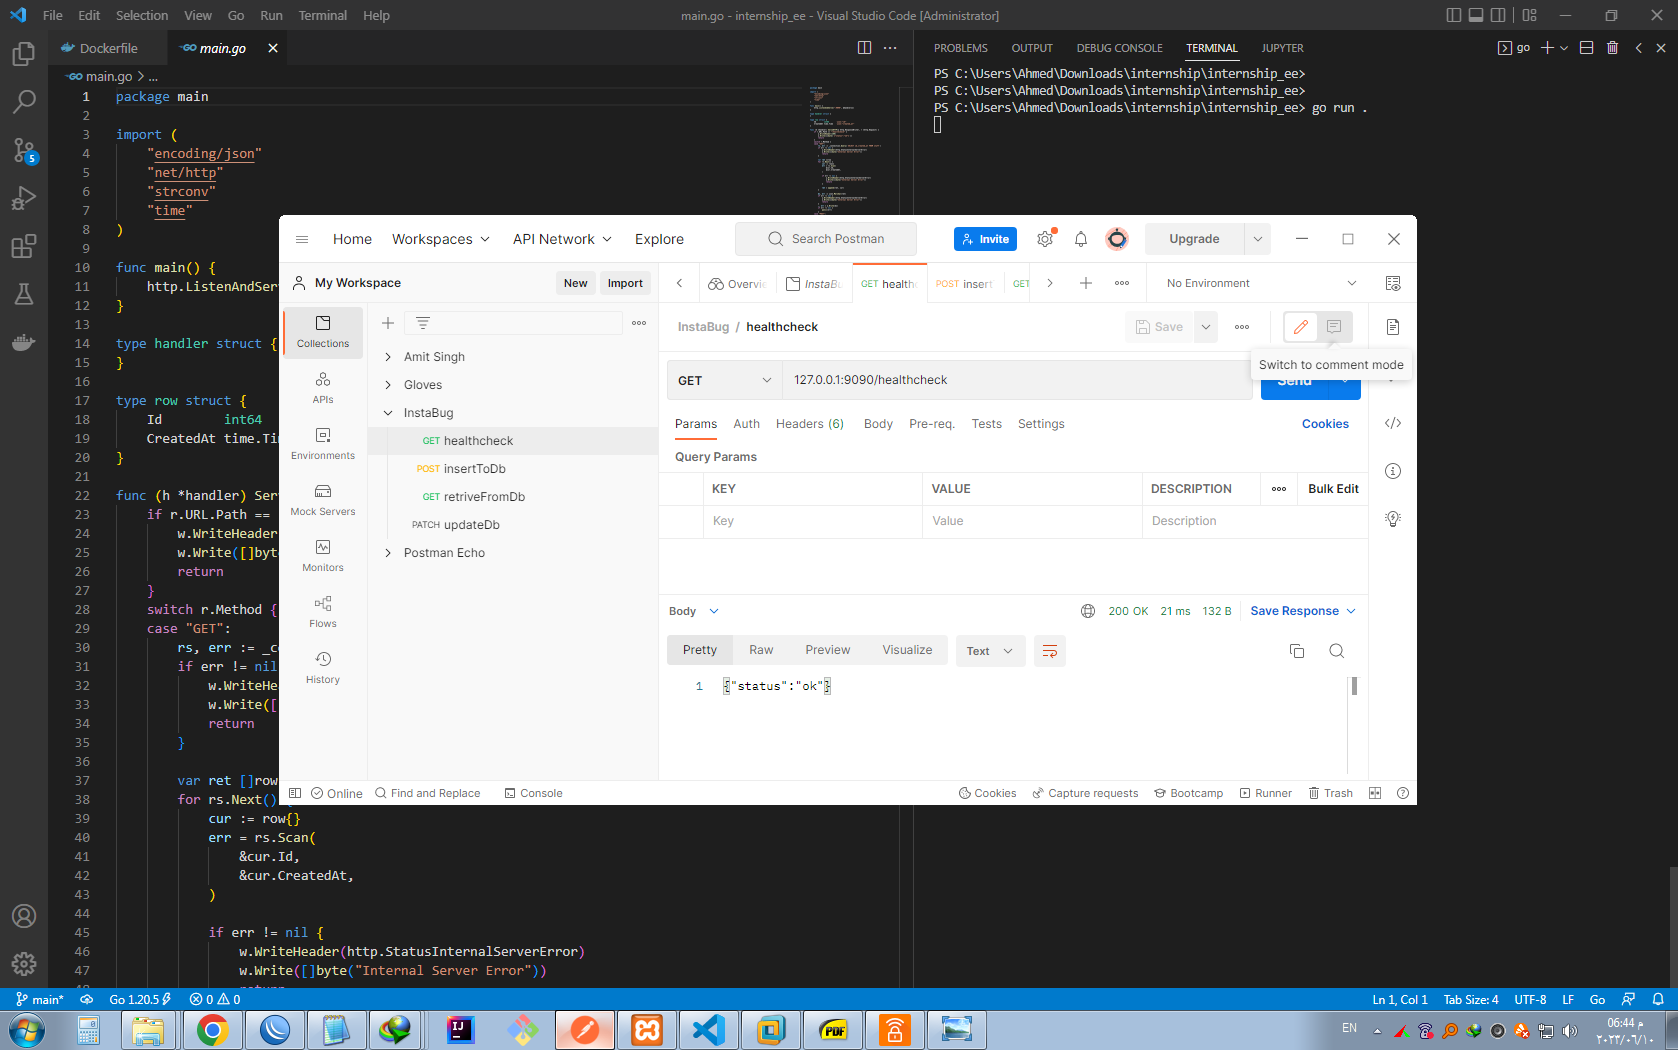 File Edit Selection View Go Run Terminal Help
main.go - internship_ee - Visual Studio Code [Administrator]
Dockerfile
main.go
main.go > ...
1 package main
2
3 import (
4 "encoding/json"
5 "net/http"
6 "strconv"
7 "time"
8 )
9
10 func main() {
11 http.ListenAndSer
12 }
13
14 type handler struct {
15 }
16
17 type row struct {
18 Id int64
19 CreatedAt time.Ti
20 }
21
22 func (h *handler) Ser
23 if r.URL.Path ==
24 w.WriteHeader
25 w.Write([]byt
26 return
27 }
28 switch r.Method {
29 case "GET":
30 rs, err := _c
31 if err != nil
32 w.WriteHe
33 w.Write([
34 return
35 }
36
37 var ret []row
38 for rs.Next()
39 cur := row{}
40 err = rs.Scan(
41 &cur.Id,
42 &cur.CreatedAt,
43 )
44
45 if err != nil {
46 w.WriteHeader(http.StatusInternalServerError)
47 w.Write([]byte("Internal Server Error"))
PROBLEMS OUTPUT DEBUG CONSOLE TERMINAL JUPYTER
go
PS C:\Users\Ahmed\Downloads\internship\internship_ee>
PS C:\Users\Ahmed\Downloads\internship\internship_ee>
PS C:\Users\Ahmed\Downloads\internship\internship_ee> go run .
Home Workspaces API Network Explore
Search Postman
Invite
Upgrade
My Workspace
New Import
Overvie
InstaBu
GET health
POST insert
GET
No Environment
Collections
APIs
Environments
Mock Servers
Monitors
Flows
History
Amit Singh
Gloves
InstaBug
GET healthcheck
POST insertToDb
GET retriveFromDb
PATCH updateDb
Postman Echo
InstaBug / healthcheck
Save
Switch to comment mode
GET
127.0.0.1:9090/healthcheck
Send
Params Auth Headers (6) Body Pre-req. Tests Settings
Cookies
Query Params
KEY VALUE DESCRIPTION
Bulk Edit
Key Value Description
Body
200 OK 21 ms 132 B
Save Response
Pretty Raw Preview Visualize
Text
1 {"status":"ok"}
Online Find and Replace Console
Cookies Capture requests Bootcamp Runner Trash
main* Go 1.20.5 0 0
Ln 1, Col 1 Tab Size: 4 UTF-8 LF Go
5
IJ
PDF
EN
06:44 م
٢٠٢٣/٠٦/١٠